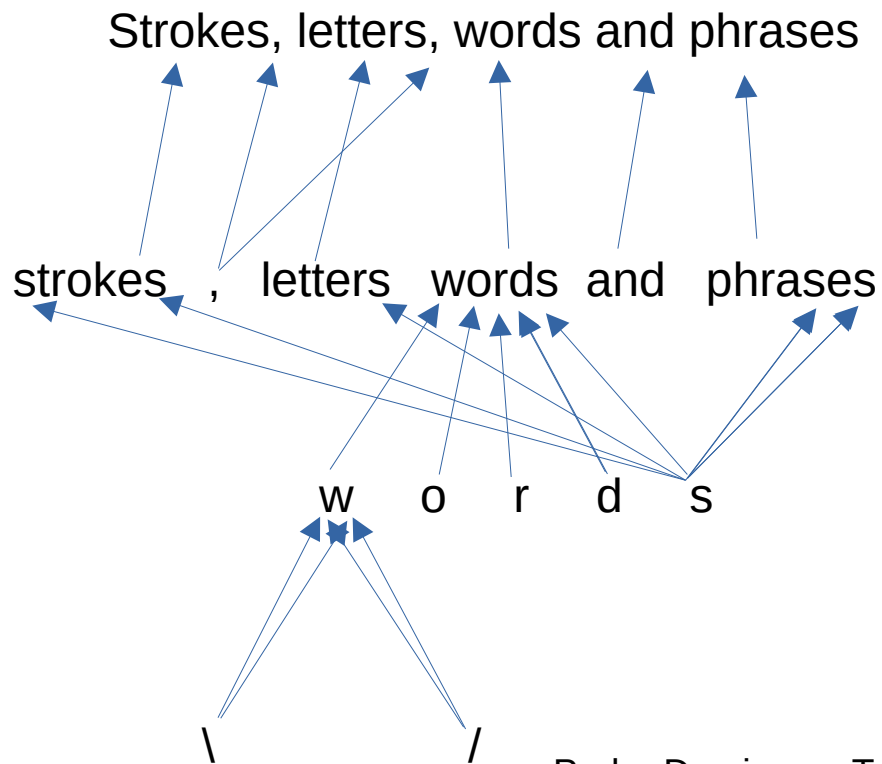 Strokes, letters, words and phrases
strokes , letters words and phrases
w o r d s
\ /